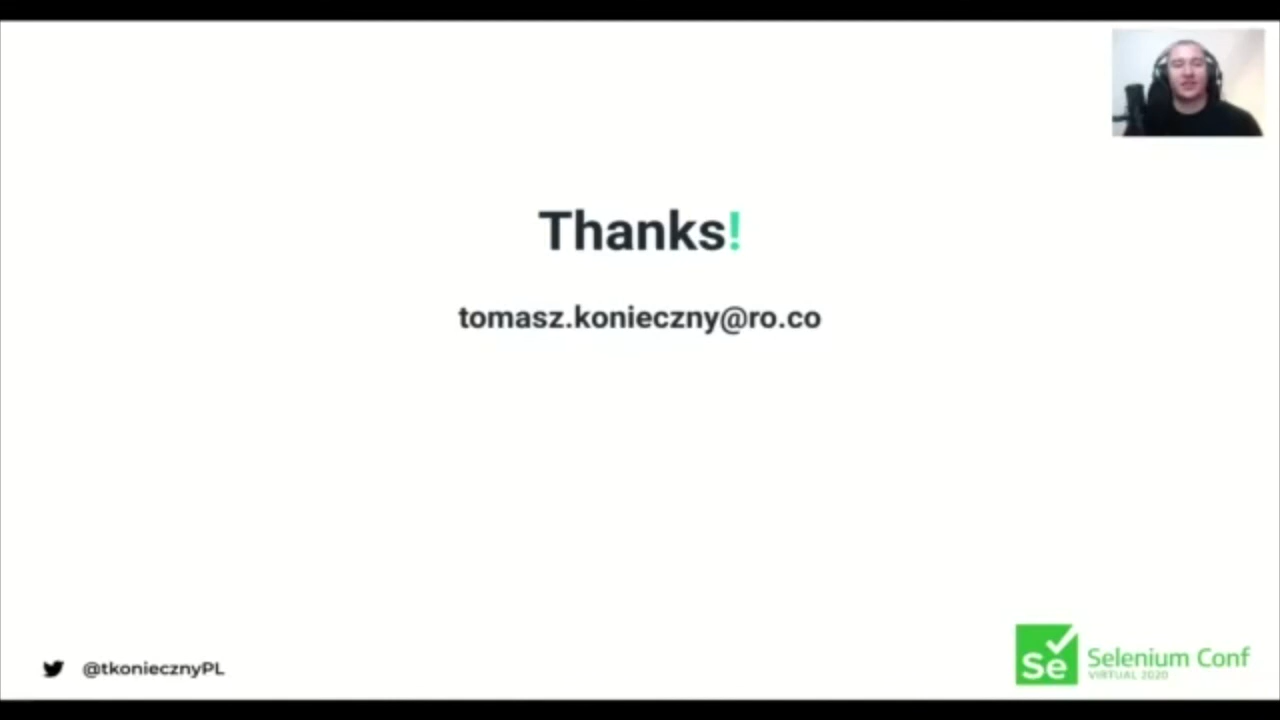 Thanks!
tomasz.konieczny@ro.co
@tkoniecznyPL
Se
Selenium Conf
VIRTUAL 2020